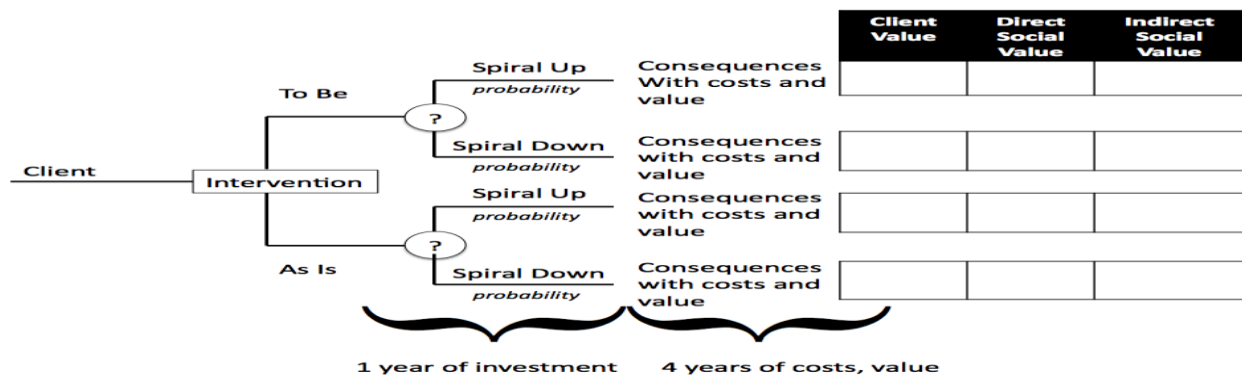 Client
Value
Direct
Social
Value
Indirect
Social
Value
Client
Intervention
To Be
As Is
?
Spiral Up
probability
Spiral Down
probability
?
Spiral Up
probability
Spiral Down
probability
Consequences
With costs and
value
Consequences
with costs and
value
Consequences
with costs and
value
Consequences
with costs and
value
1 year of investment
4 years of costs, value